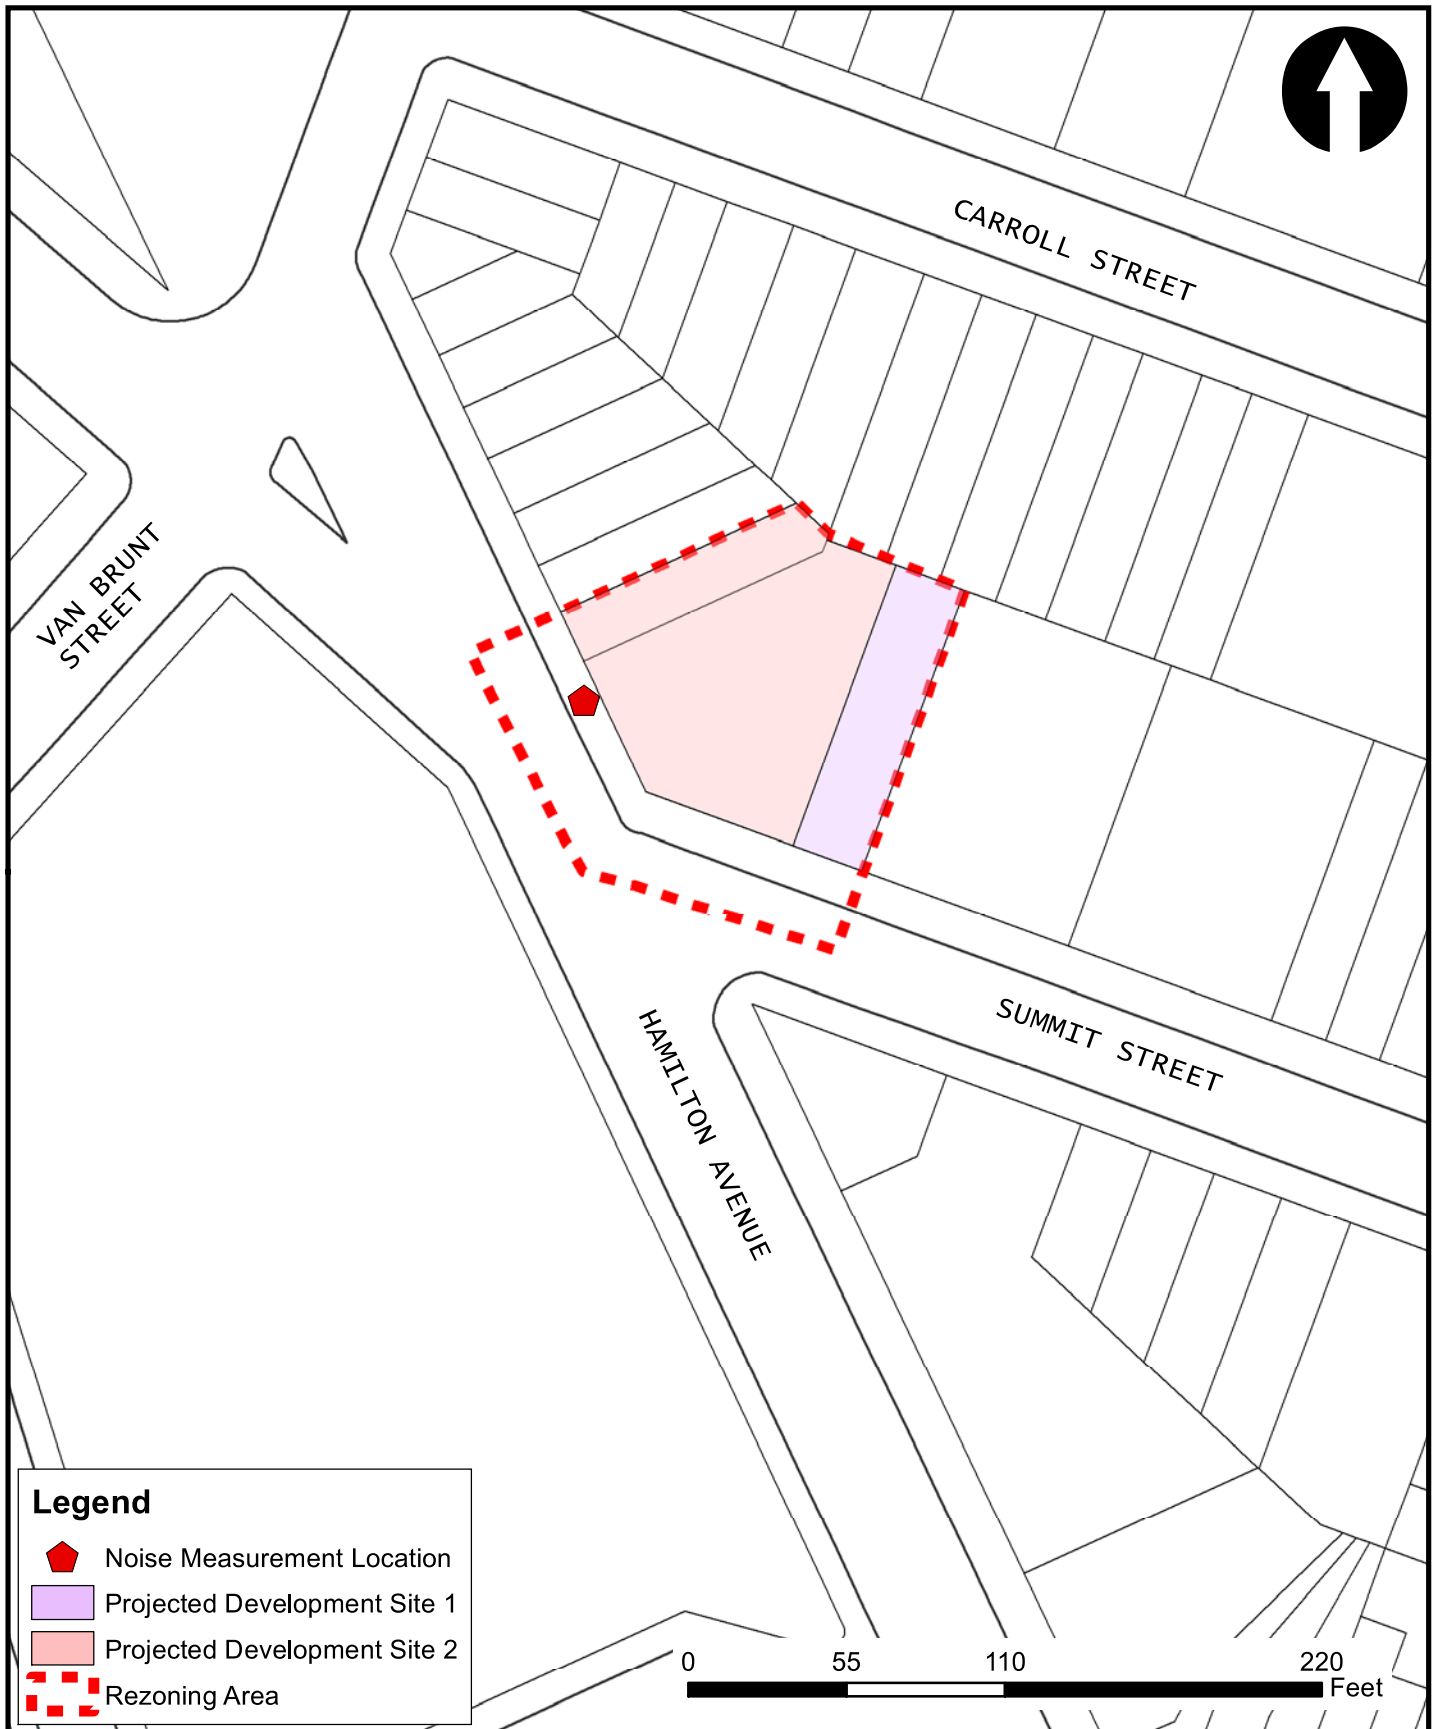 CARROLL STREET
VAN BRUNT
STREET
SUMMIT STREET
HAMILTON AVENUE
Legend
Noise Measurement Location
Projected Development Site 1
Projected Development Site 2
Rezoning Area
0 55 110 220
Feet